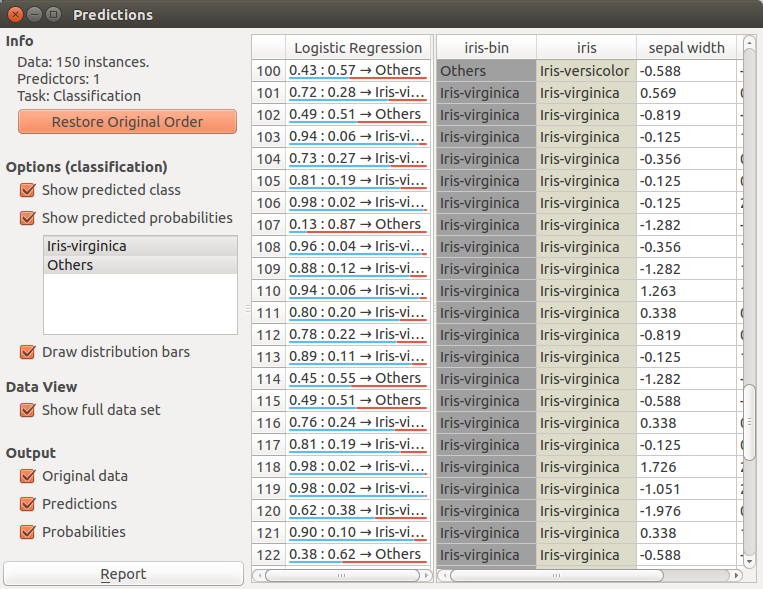 Predictions
Info
Data: 150 instances.
Predictors: 1
Task: Classification
Restore Original Order
Options (classification)
Show predicted class
Show predicted probabilities
Iris-virginica
Others
Draw distribution bars
Data View
Show full data set
Output
Original data
Predictions
Probabilities
Report
Logistic Regression iris-bin iris sepal width
100 0.43 : 0.57 → Others Others Iris-versicolor -0.588 -
101 0.72 : 0.28 → Iris-vi... Iris-virginica Iris-virginica 0.569
102 0.49 : 0.51 → Others Iris-virginica Iris-virginica -0.819 -
103 0.94 : 0.06 → Iris-vi... Iris-virginica Iris-virginica -0.125
104 0.73 : 0.27 → Iris-vi... Iris-virginica Iris-virginica -0.356
105 0.81 : 0.19 → Iris-vi... Iris-virginica Iris-virginica -0.125
106 0.98 : 0.02 → Iris-vi... Iris-virginica Iris-virginica -0.125
107 0.13 : 0.87 → Others Iris-virginica Iris-virginica -1.282 -
108 0.96 : 0.04 → Iris-vi... Iris-virginica Iris-virginica -0.356
109 0.88 : 0.12 → Iris-vi... Iris-virginica Iris-virginica -1.282
110 0.94 : 0.06 → Iris-vi... Iris-virginica Iris-virginica 1.263
111 0.80 : 0.20 → Iris-vi... Iris-virginica Iris-virginica 0.338
112 0.78 : 0.22 → Iris-vi... Iris-virginica Iris-virginica -0.819
113 0.89 : 0.11 → Iris-vi... Iris-virginica Iris-virginica -0.125
114 0.45 : 0.55 → Others Iris-virginica Iris-virginica -1.282 -
115 0.49 : 0.51 → Others Iris-virginica Iris-virginica -0.588 -
116 0.76 : 0.24 → Iris-vi... Iris-virginica Iris-virginica 0.338
117 0.81 : 0.19 → Iris-vi... Iris-virginica Iris-virginica -0.125
118 0.98 : 0.02 → Iris-vi... Iris-virginica Iris-virginica 1.726
119 0.98 : 0.02 → Iris-vi... Iris-virginica Iris-virginica -1.051
120 0.62 : 0.38 → Iris-vi... Iris-virginica Iris-virginica -1.976
121 0.90 : 0.10 → Iris-vi... Iris-virginica Iris-virginica 0.338
122 0.38 : 0.62 → Others Iris-virginica Iris-virginica -0.588 -